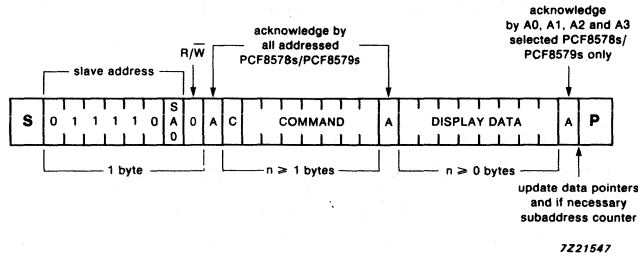 acknowledge
by A0, A1, A2 and A3
selected PCF8578s/
PCF8579s only
acknowledge by
all addressed
PCF8578s/PCF8579s
R/W̅
slave address
S 0 1 1 1 1 0 S A 0 0 A C COMMAND A DISPLAY DATA A P
1 byte n ⩾ 1 bytes n ⩾ 0 bytes
update data pointers
and if necessary
subaddress counter
7Z21547